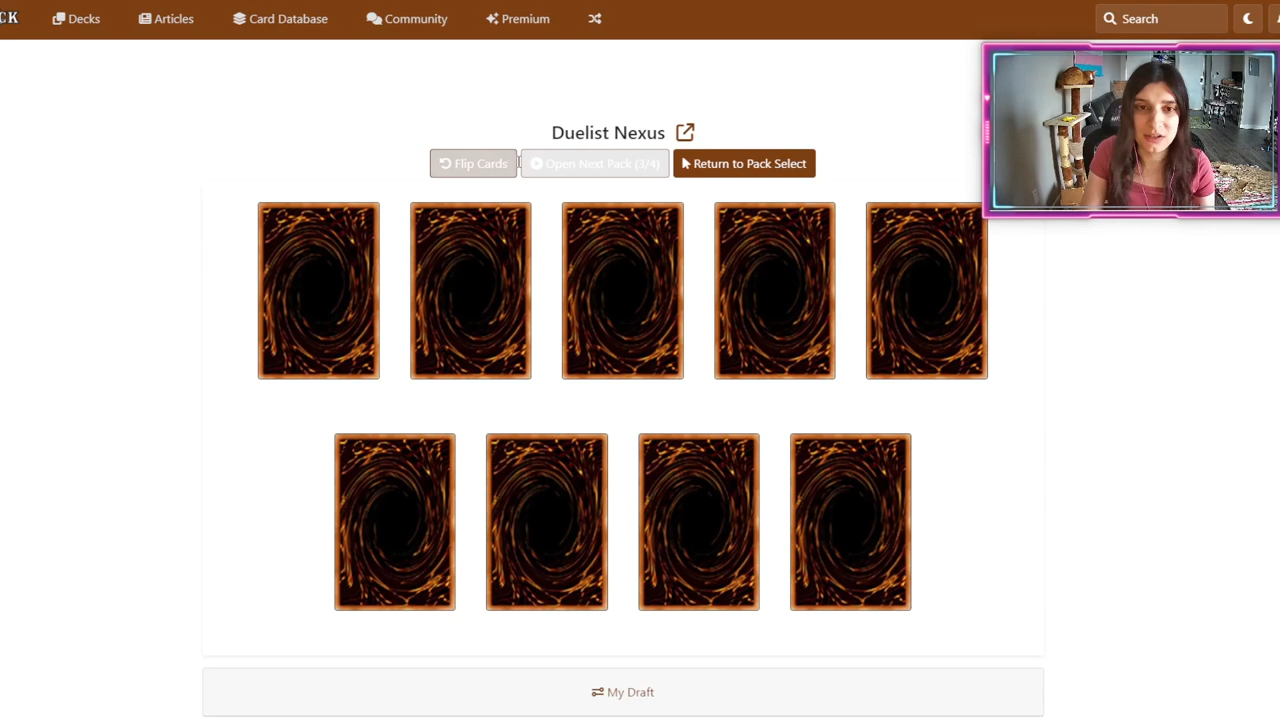 CK
Decks
Articles
Card Database
Community
Premium
Search
Duelist Nexus
Flip Cards
Open Next Pack (3/4)
Return to Pack Select
My Draft